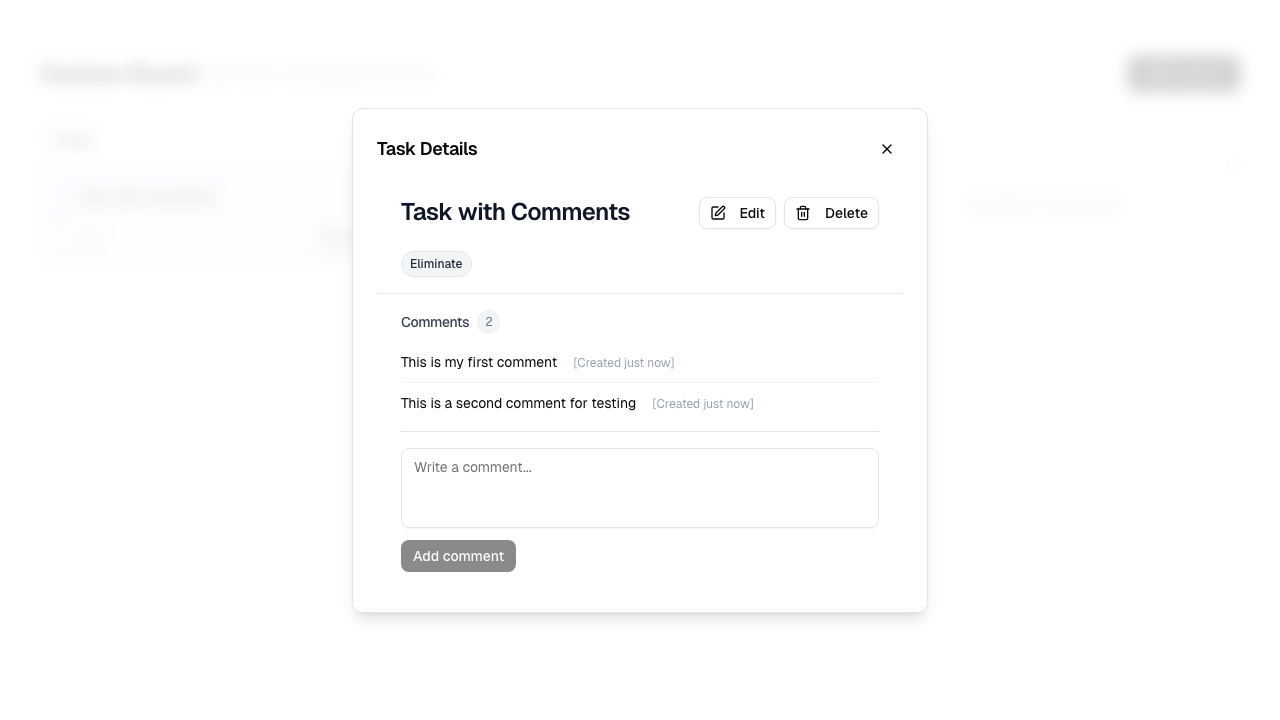 Task Details
Task with Comments
Edit
Delete
Eliminate
Comments 2
This is my first comment [Created just now]
This is a second comment for testing [Created just now]
Write a comment...
Add comment